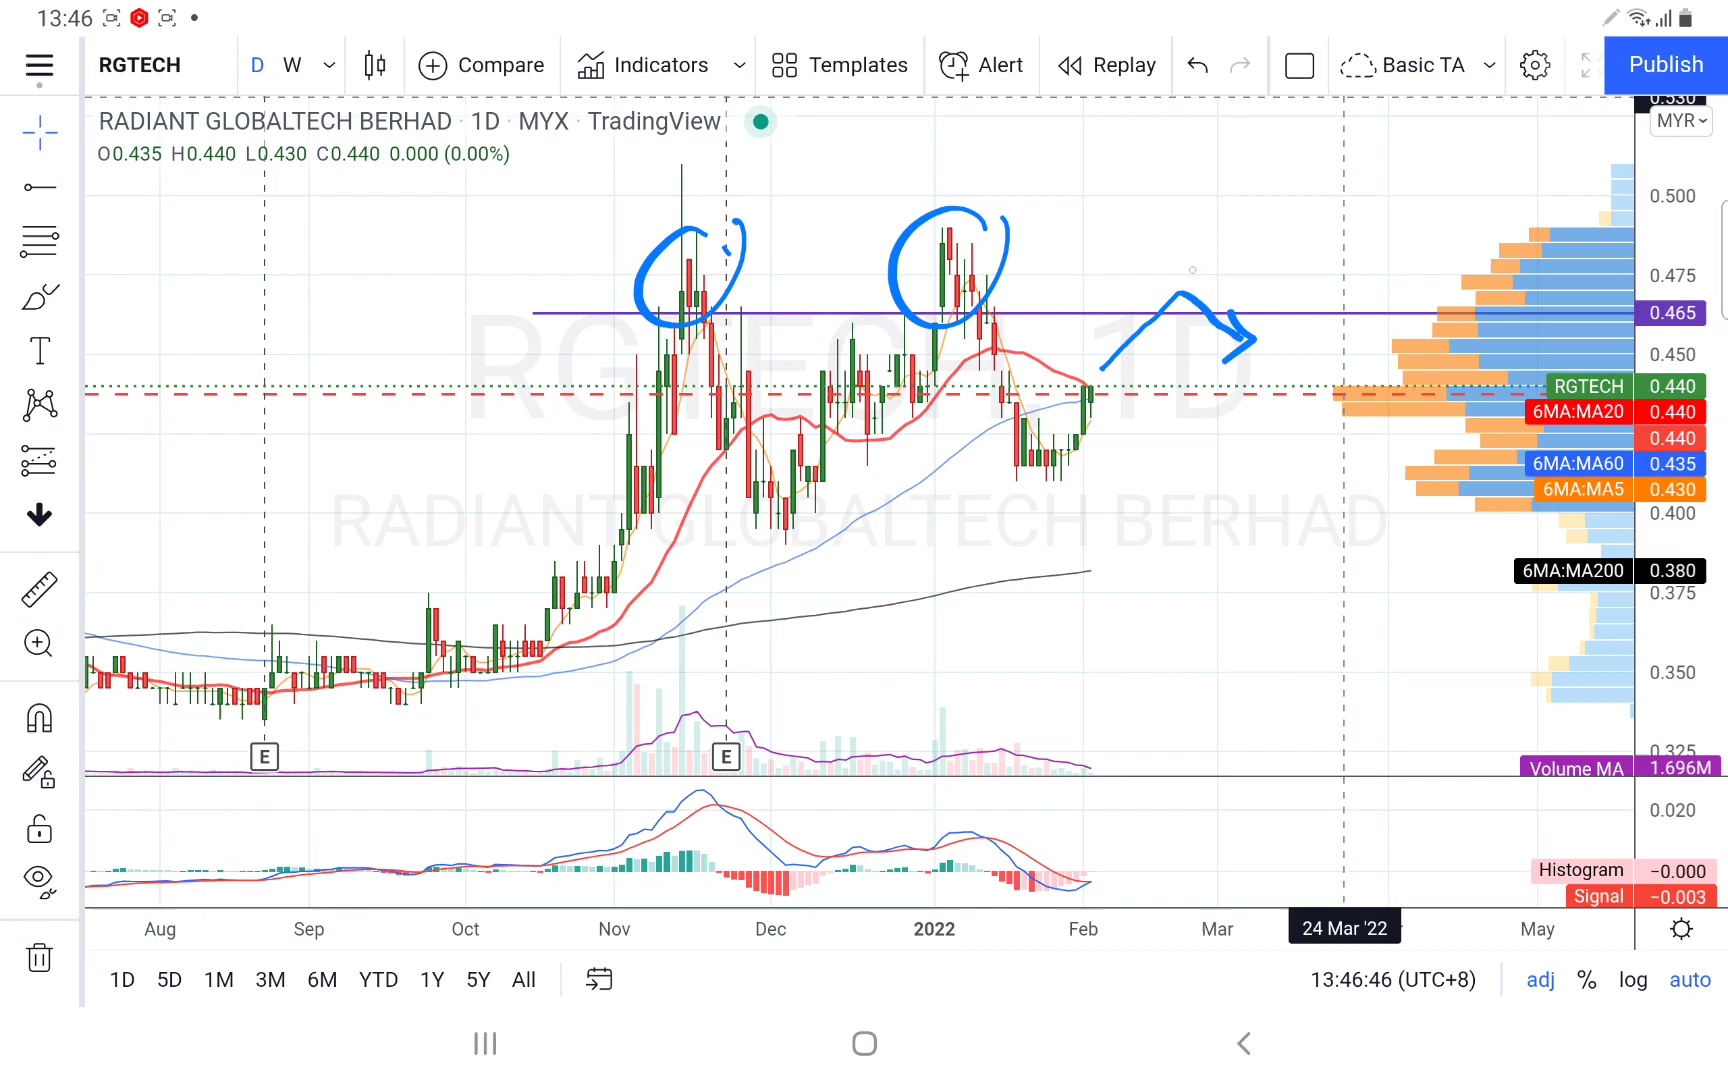 13:46
RGTECH D W Compare Indicators Templates Alert Replay Basic TA Publish
RADIANT GLOBALTECH BERHAD · 1D · MYX · TradingView
O0.435 H0.440 L0.430 C0.440 0.000 (0.00%)
0.530
MYR
0.500
0.475
0.465
0.450
RGTECH 0.440
6MA:MA20 0.440
0.440
6MA:MA60 0.435
6MA:MA5 0.430
0.400
6MA:MA200 0.380
0.375
0.350
0.325
Volume MA 1.696M
RGTECH, 1D
RADIANT GLOBALTECH BERHAD
E E
0.020
Histogram −0.000
Signal −0.003
Aug Sep Oct Nov Dec 2022 Feb Mar 24 Mar '22 May
1D 5D 1M 3M 6M YTD 1Y 5Y All 13:46:46 (UTC+8) adj % log auto